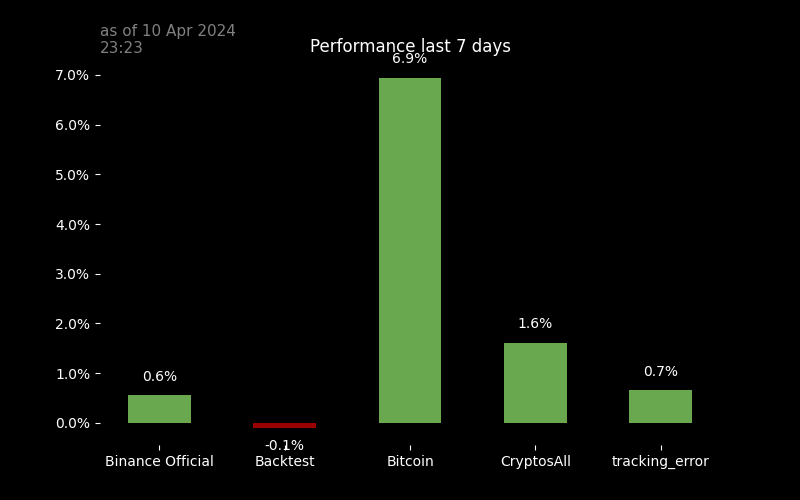 as of 10 Apr 2024
23:23
Performance last 7 days
6.9%
7.0%
6.0%
5.0%
4.0%
3.0%
2.0%
1.0%
0.0%
0.6%
-0.1%
1.6%
0.7%
Binance Official
Backtest
Bitcoin
CryptosAll
tracking_error